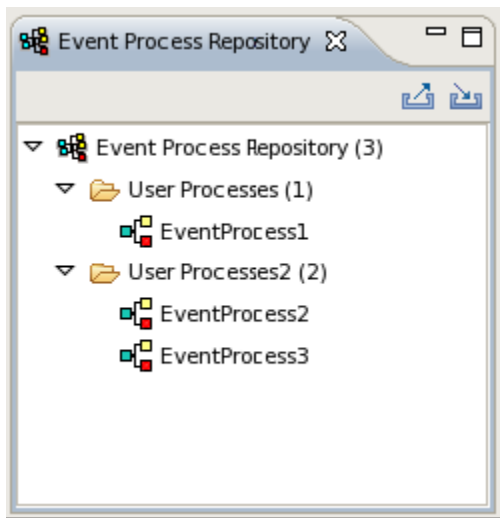 Event Process Repository
Event Process Repository (3)
User Processes (1)
EventProcess1
User Processes2 (2)
EventProcess2
EventProcess3